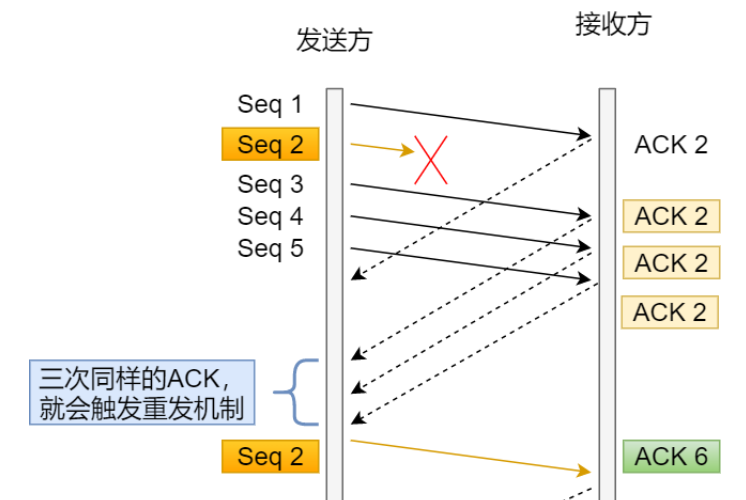 发送方
接收方
Seq 1
Seq 2
ACK 2
Seq 3
Seq 4
ACK 2
Seq 5
ACK 2
ACK 2
三次同样的ACK，
就会触发重发机制
Seq 2
ACK 6